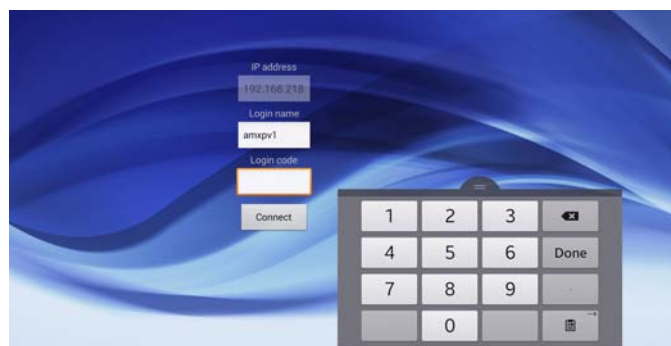 IP address
192.168.218
Login name
amxpv1
Login code
Connect
1 2 3
4 5 6 Done
7 8 9
0